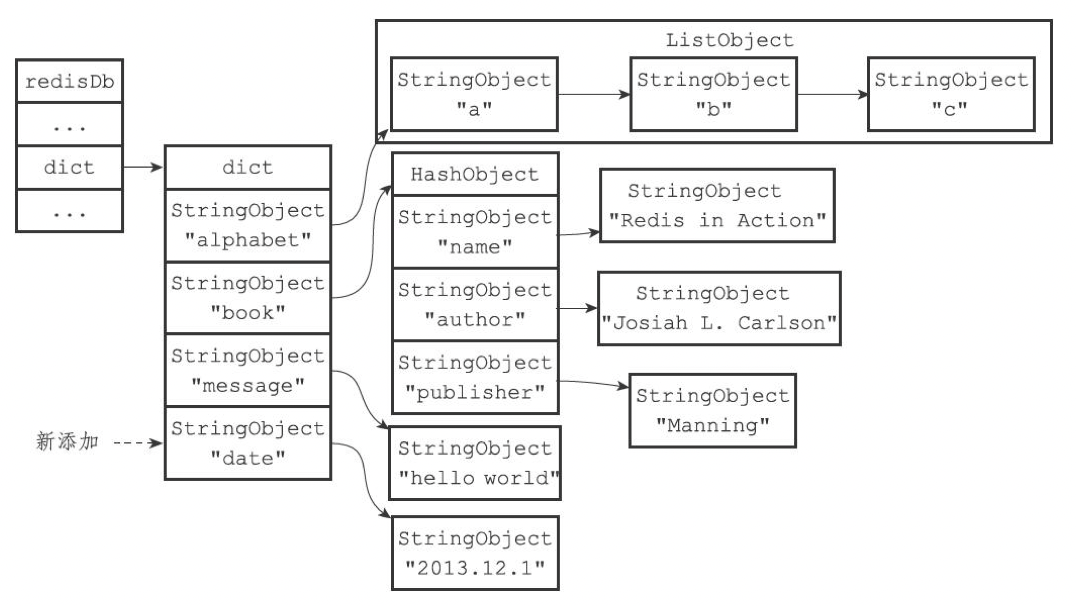 redisDb
...
dict
...
dict
StringObject
"alphabet"
StringObject
"book"
StringObject
"message"
新添加
StringObject
"date"
ListObject
StringObject
"a"
StringObject
"b"
StringObject
"c"
HashObject
StringObject
"name"
StringObject
"author"
StringObject
"publisher"
StringObject
"Redis in Action"
StringObject
"Josiah L. Carlson"
StringObject
"Manning"
StringObject
"hello world"
StringObject
"2013.12.1"